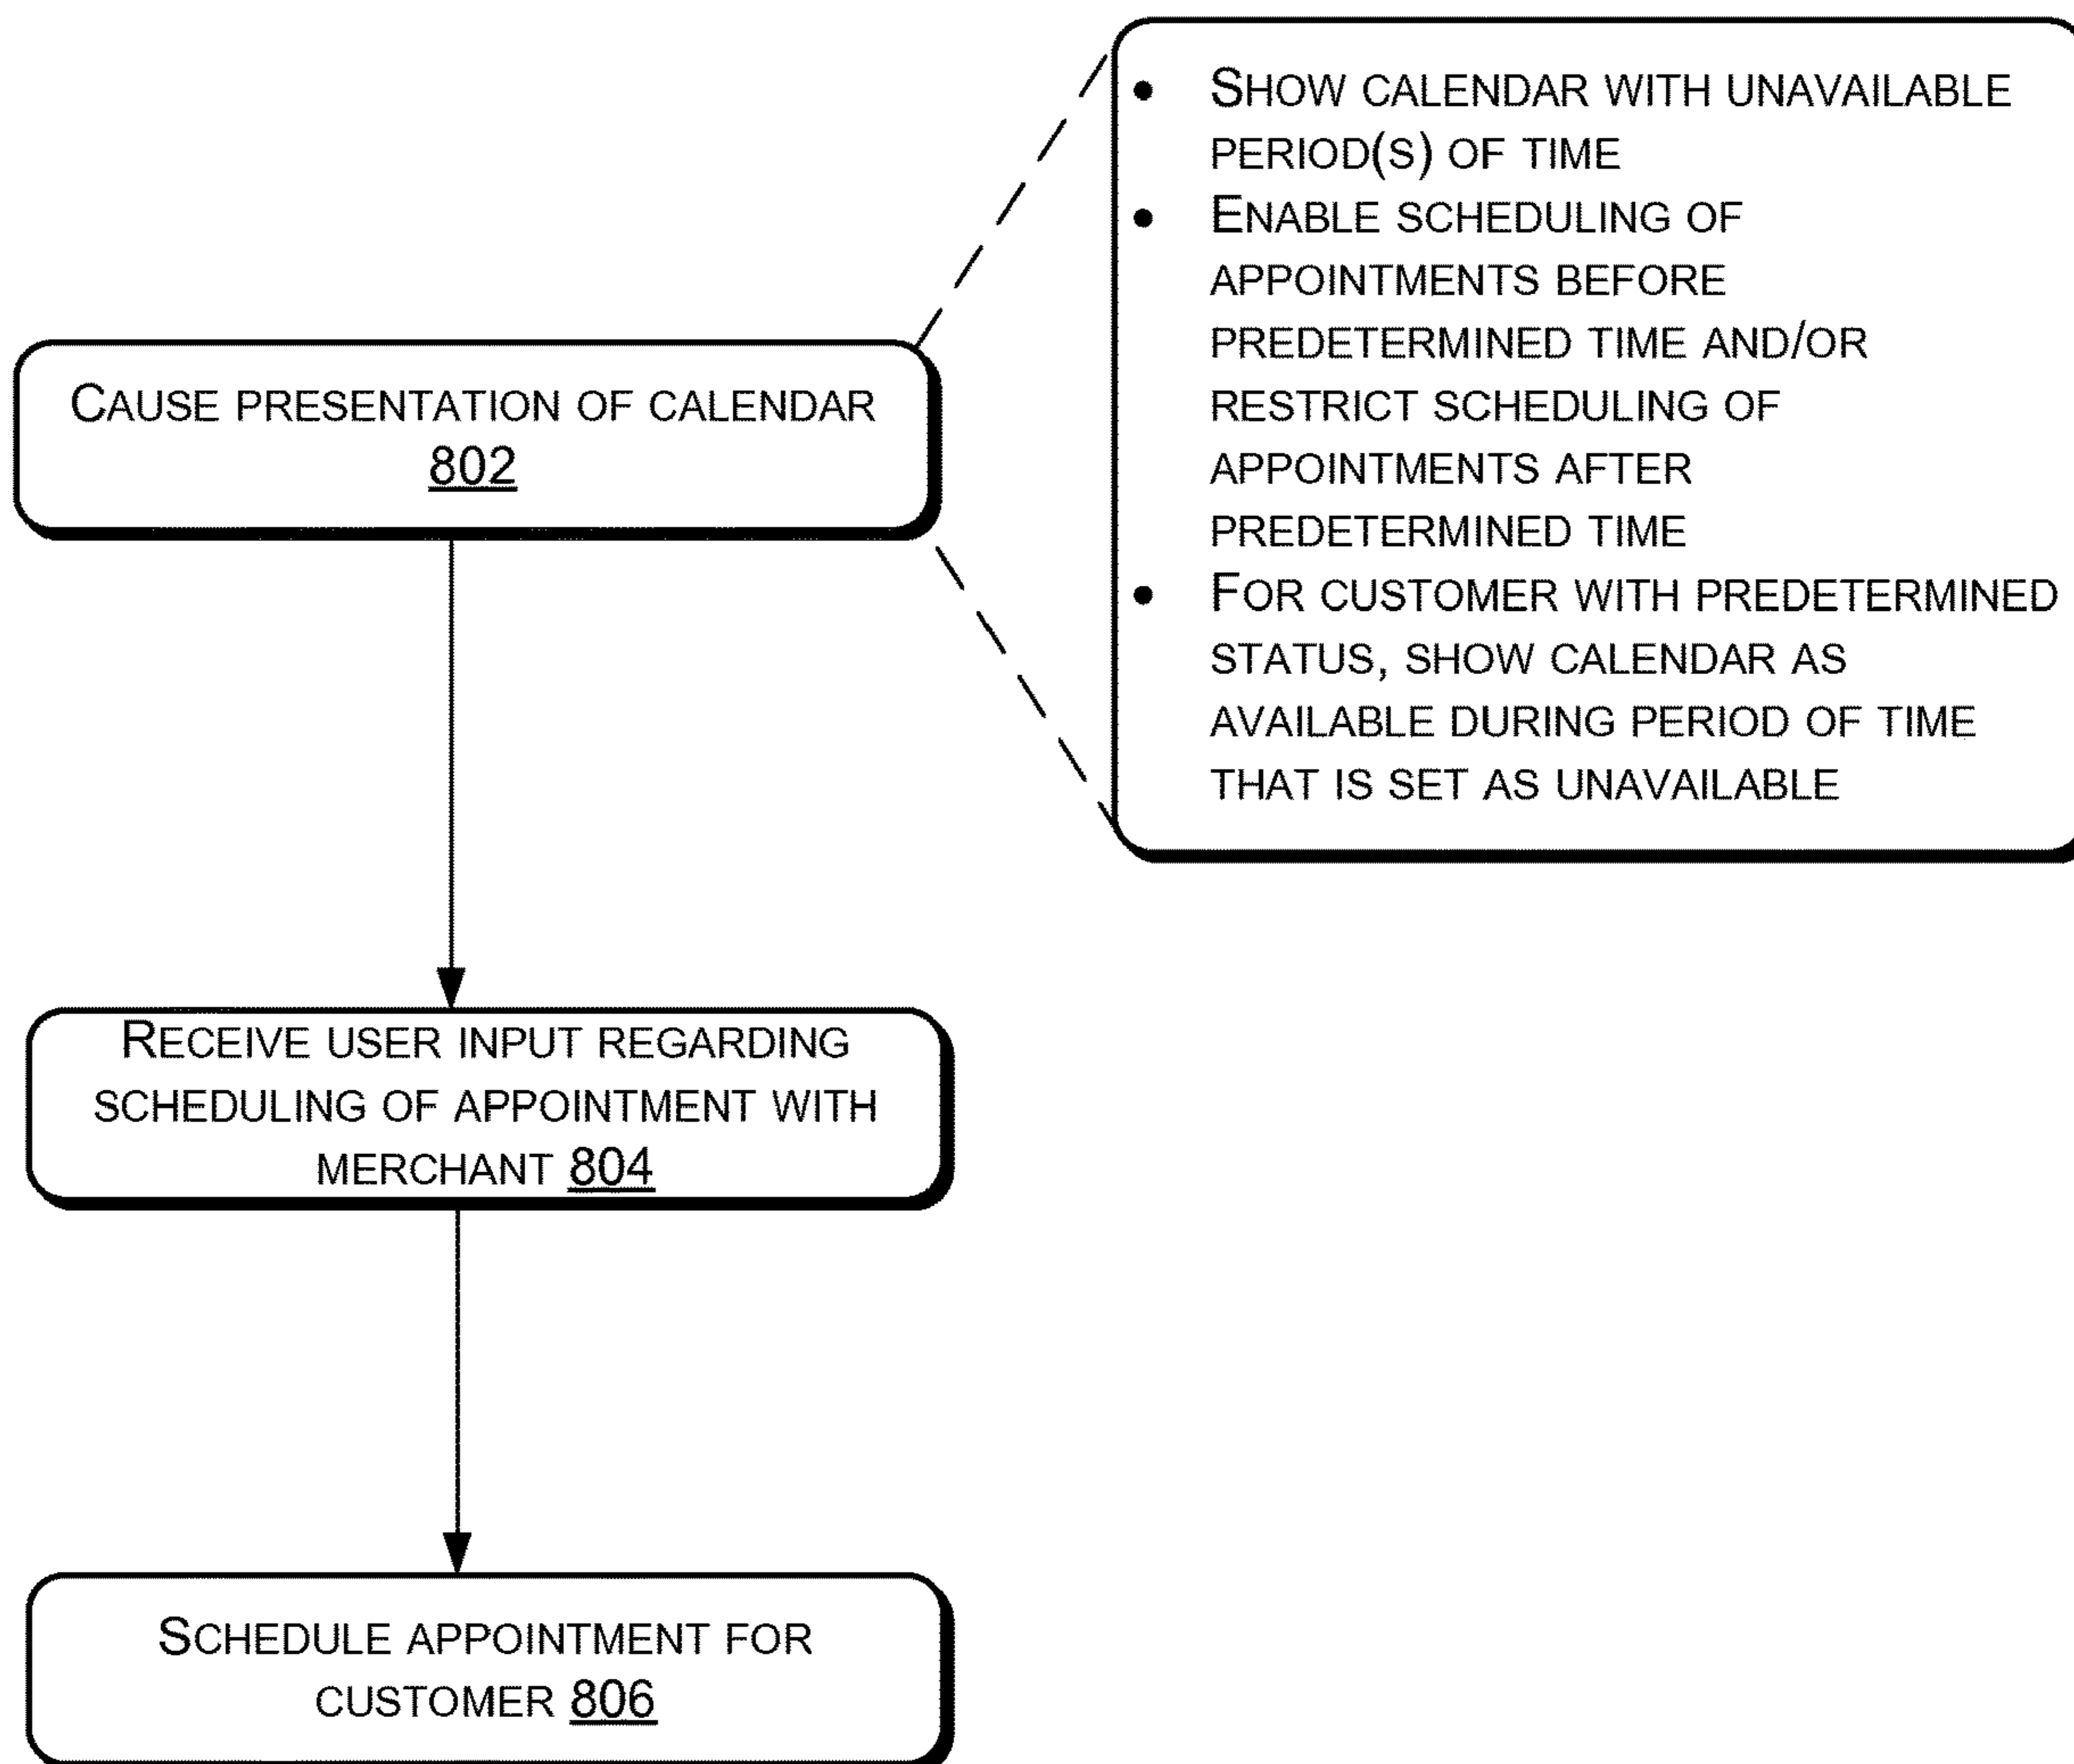 • SHOW CALENDAR WITH UNAVAILABLE
PERIOD(S) OF TIME
• ENABLE SCHEDULING OF
APPOINTMENTS BEFORE
PREDETERMINED TIME AND/OR
RESTRICT SCHEDULING OF
APPOINTMENTS AFTER
PREDETERMINED TIME
• FOR CUSTOMER WITH PREDETERMINED
STATUS, SHOW CALENDAR AS
AVAILABLE DURING PERIOD OF TIME
THAT IS SET AS UNAVAILABLE
CAUSE PRESENTATION OF CALENDAR
802
RECEIVE USER INPUT REGARDING
SCHEDULING OF APPOINTMENT WITH
MERCHANT 804
SCHEDULE APPOINTMENT FOR
CUSTOMER 806